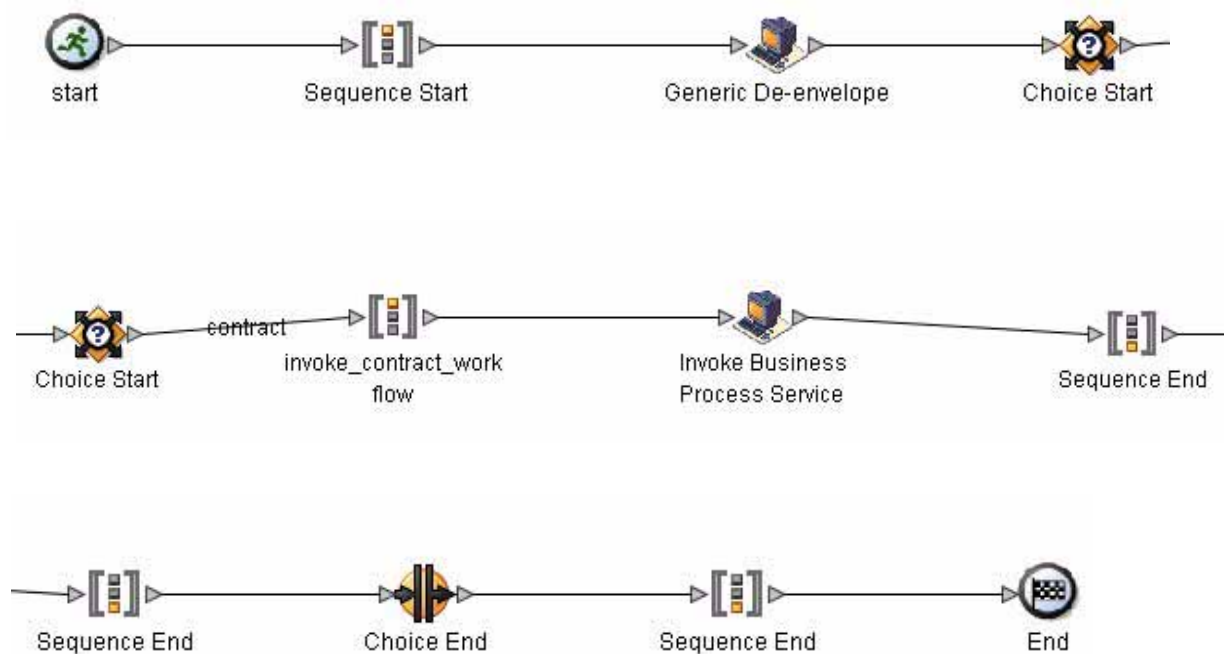 start
Sequence Start
Generic De-envelope
Choice Start
contract
Choice Start
invoke_contract_work
flow
Invoke Business
Process Service
Sequence End
Sequence End
Choice End
Sequence End
End